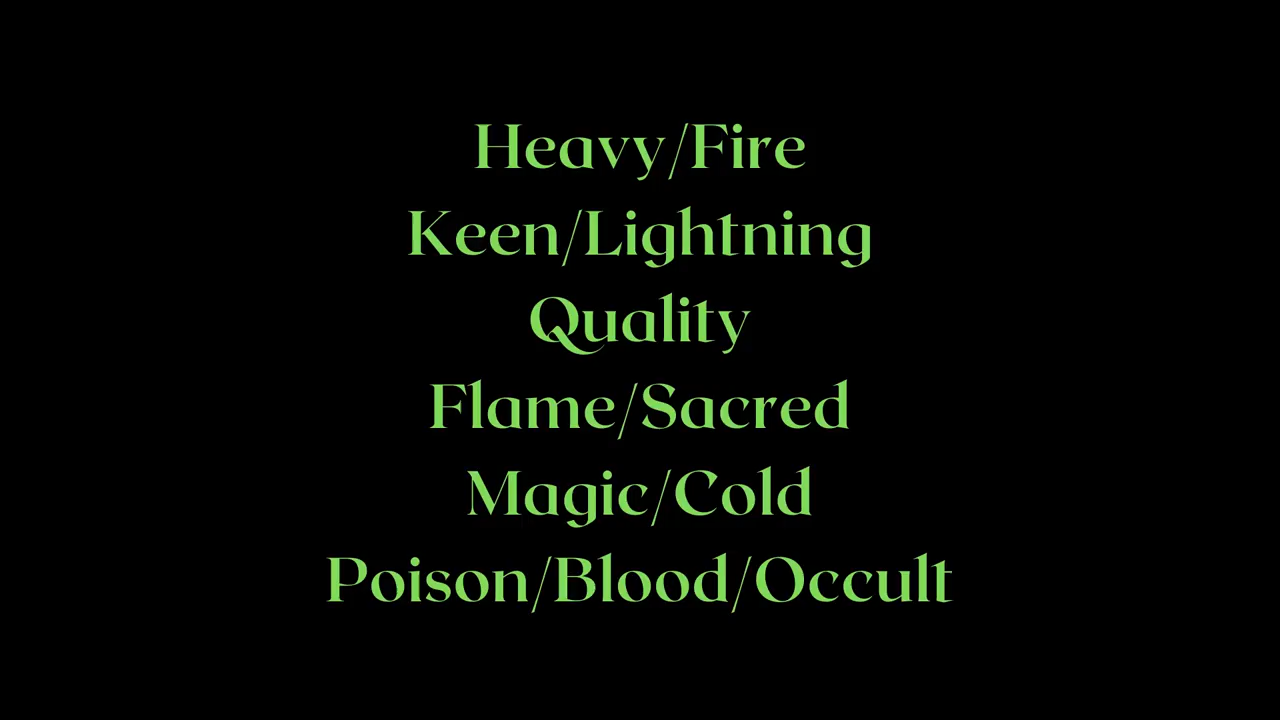 Heavy/Fire
Keen/Lightning
Quality
Flame/Sacred
Magic/Cold
Poison/Blood/Occult